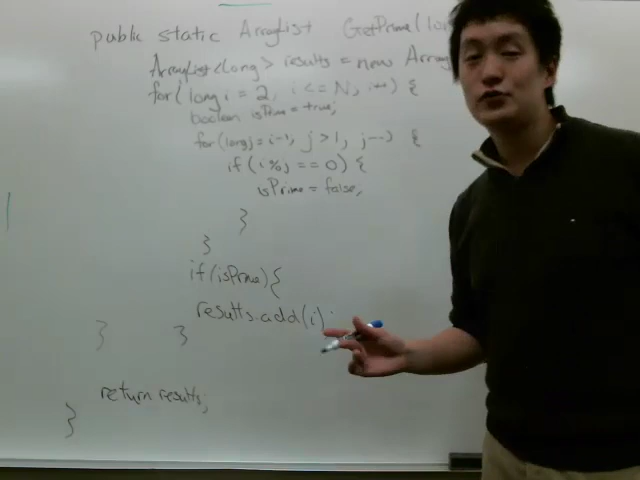 public static ArrayList GetPrime(lon
ArrayList<Long> results = new Array
for(long i = 2, i <= N, i++) {
boolean isPrime = true;
for(long j = i-1, j > 1, j--) {
if (i%j == 0) {
isPrime = false,
}
}
if (isPrime){
results.add(i);
} }
return results;
}